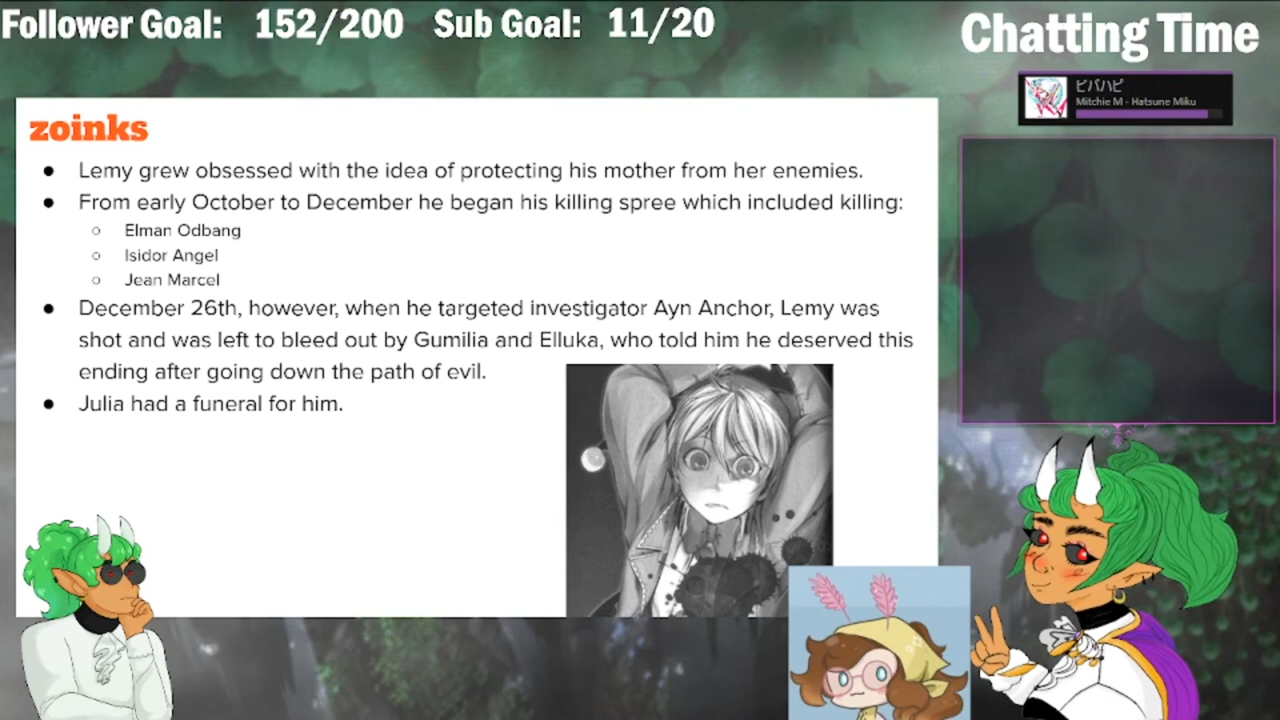 Follower Goal: 152/200 Sub Goal: 11/20
Chatting Time
ビバハピ
Mitchie M - Hatsune Miku
zoinks
● Lemy grew obsessed with the idea of protecting his mother from her enemies.
● From early October to December he began his killing spree which included killing:
○ Elman Odbang
○ Isidor Angel
○ Jean Marcel
● December 26th, however, when he targeted investigator Ayn Anchor, Lemy was
shot and was left to bleed out by Gumilia and Elluka, who told him he deserved this
ending after going down the path of evil.
● Julia had a funeral for him.